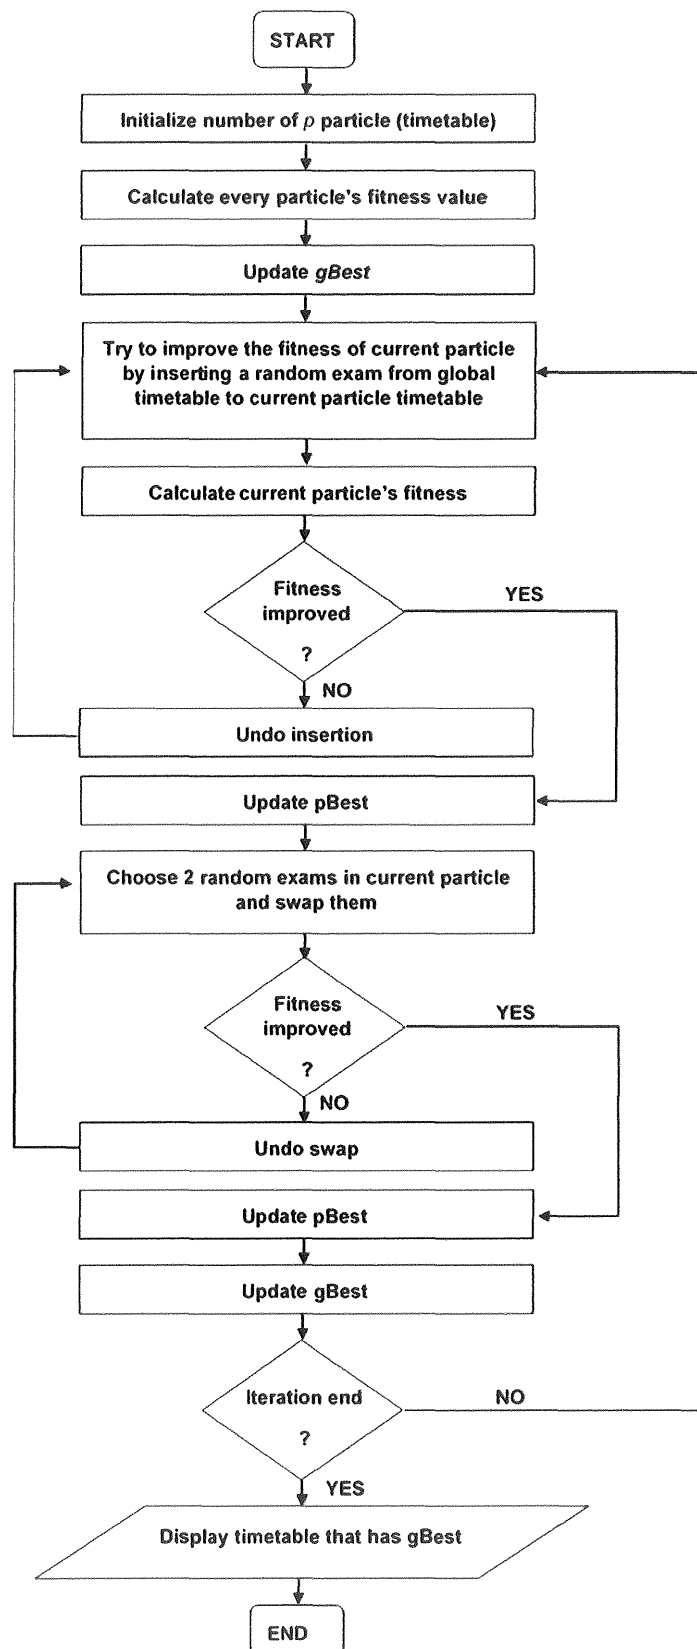 START
Initialize number of p particle (timetable)
Calculate every particle's fitness value
Update gBest
Try to improve the fitness of current particle
by inserting a random exam from global
timetable to current particle timetable
Calculate current particle's fitness
Fitness
improved
?
YES
NO
Undo insertion
Update pBest
Choose 2 random exams in current particle
and swap them
Fitness
improved
?
YES
NO
Undo swap
Update pBest
Update gBest
Iteration end
?
NO
YES
Display timetable that has gBest
END